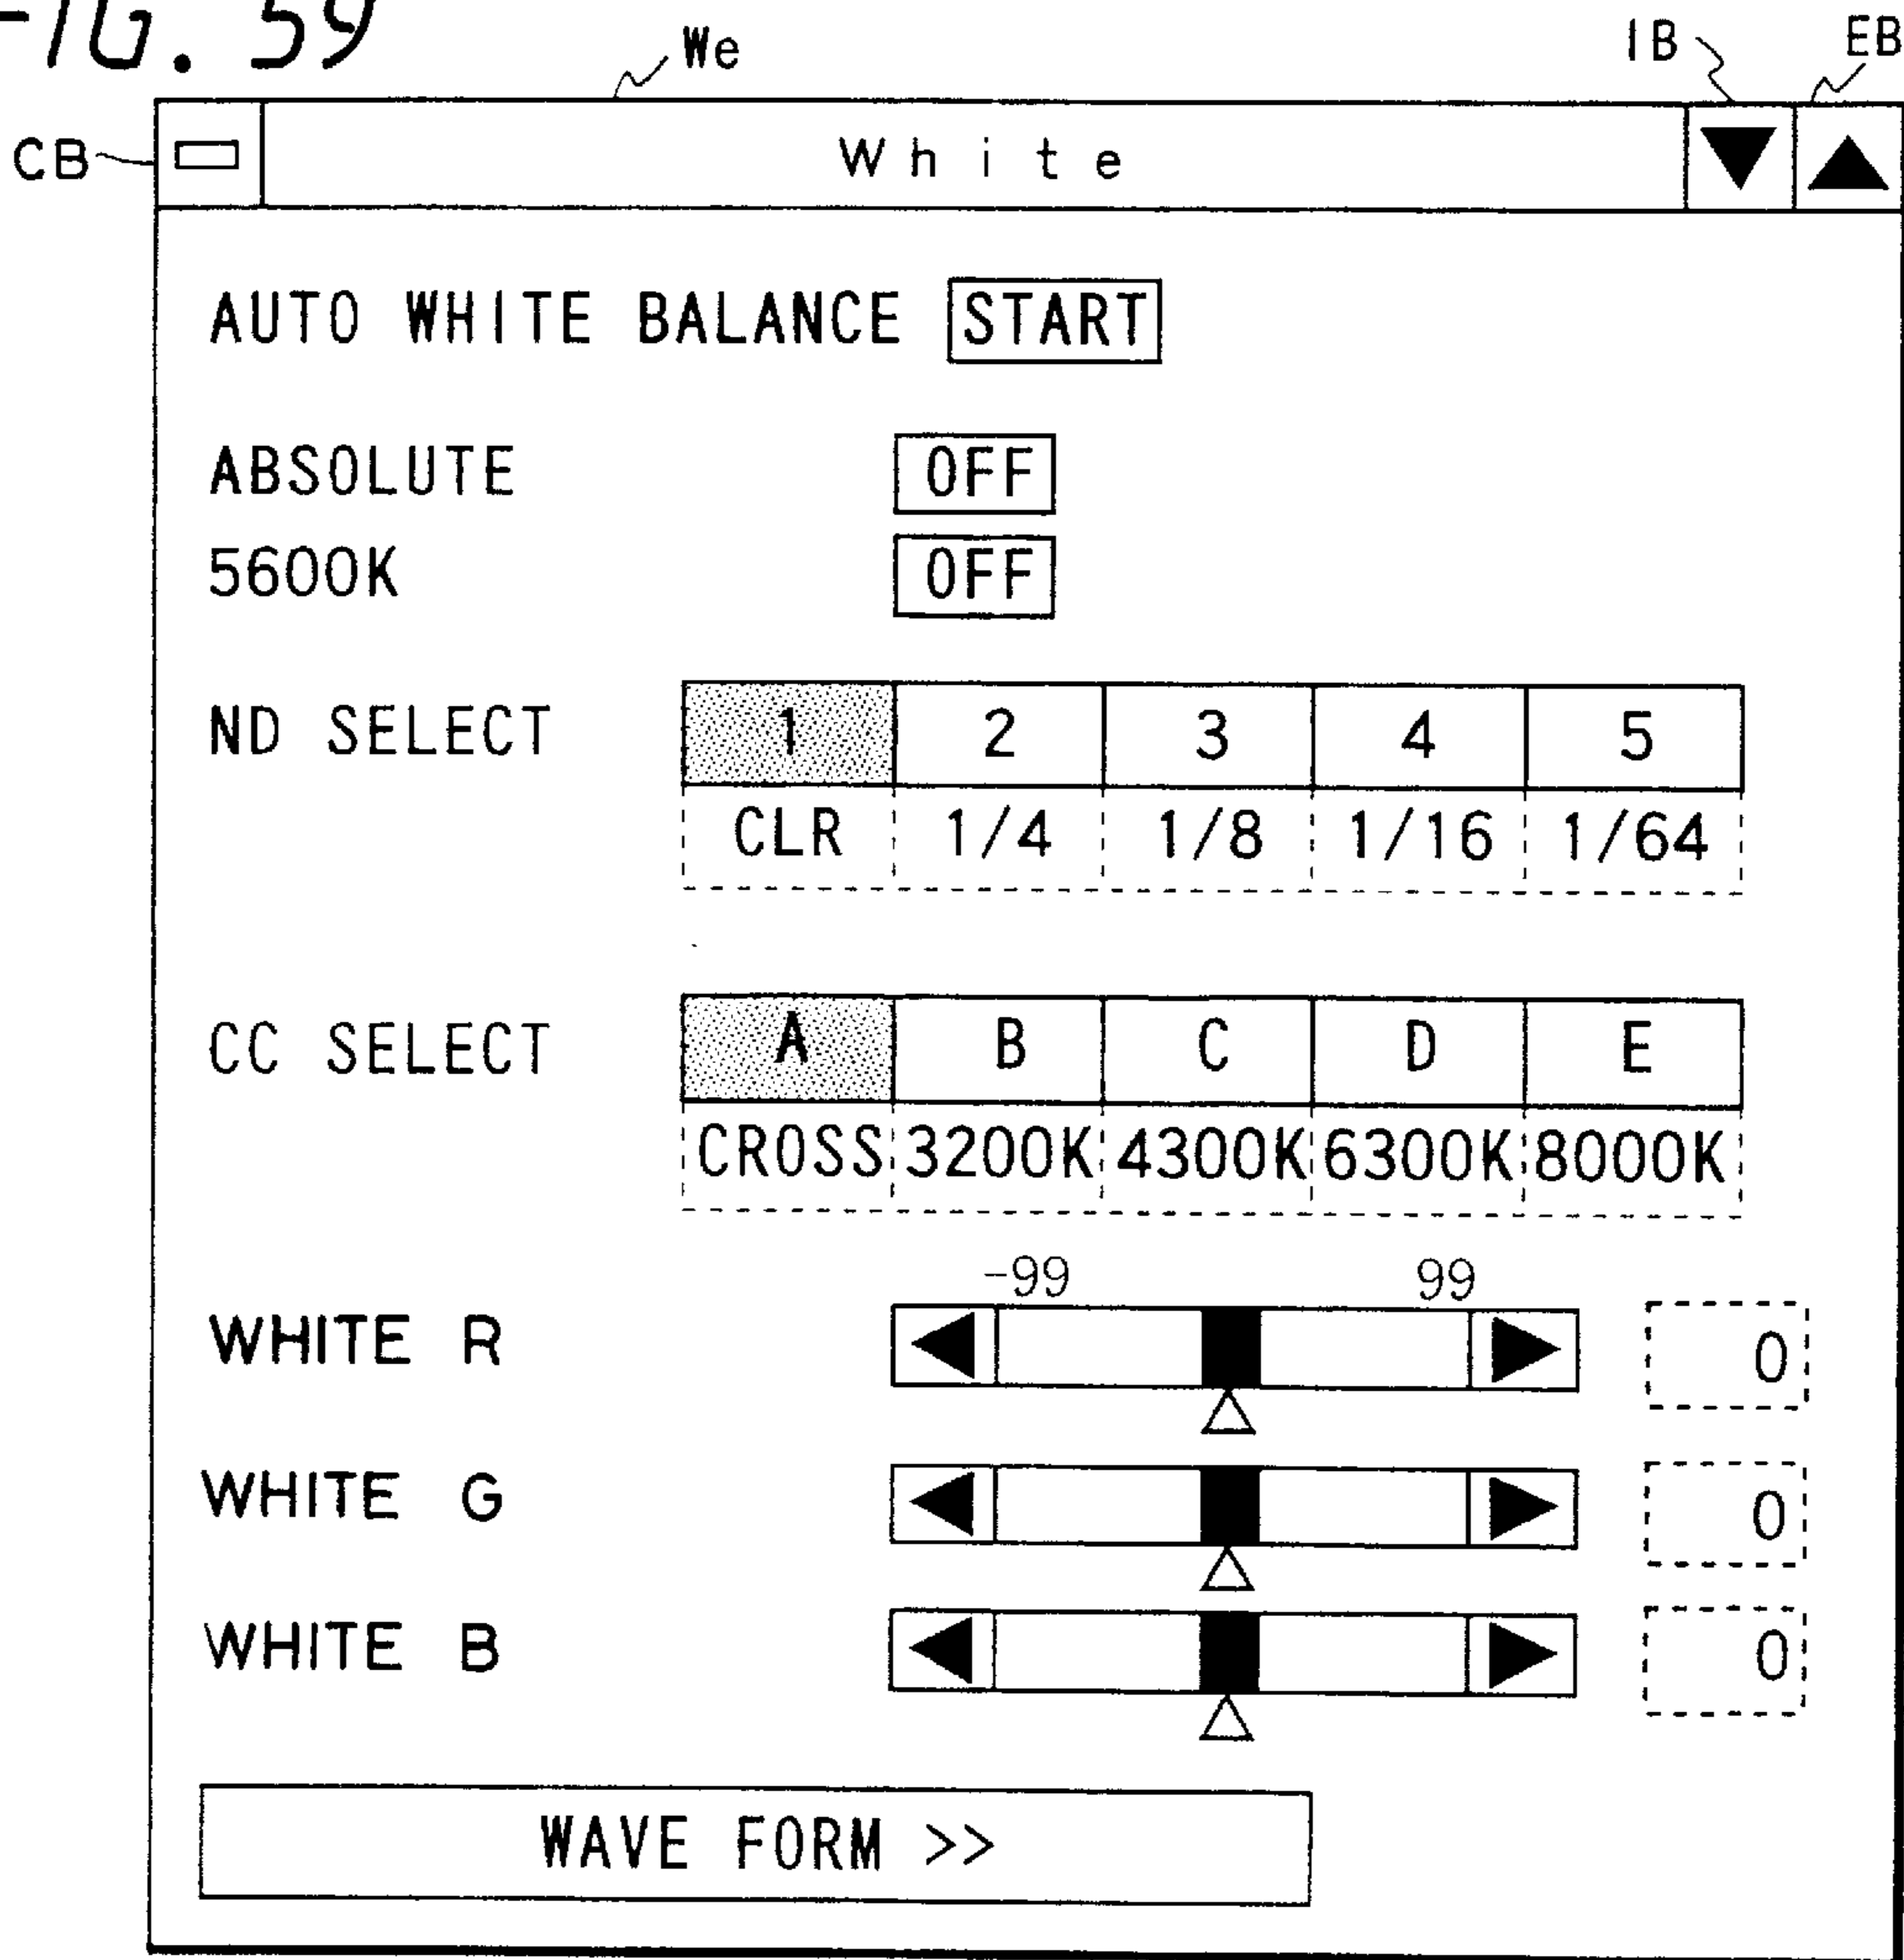 FIG. 59
We
IB
EB
CB
White
AUTO WHITE BALANCE START
ABSOLUTE OFF
5600K OFF
ND SELECT 1 2 3 4 5
CLR 1/4 1/8 1/16 1/64
CC SELECT A B C D E
CROSS 3200K 4300K 6300K 8000K
-99 99
WHITE R 0
WHITE G 0
WHITE B 0
WAVE FORM >>